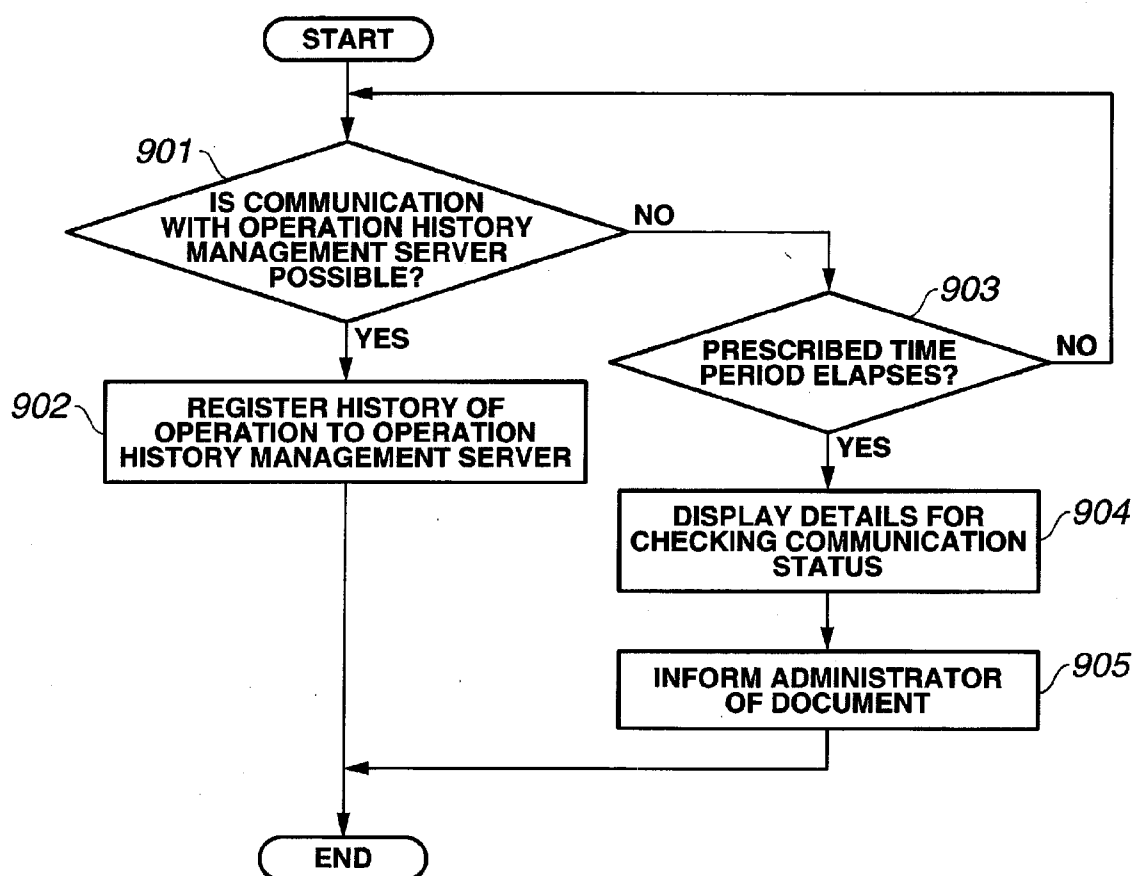 START
901
IS COMMUNICATION
WITH OPERATION HISTORY
MANAGEMENT SERVER
POSSIBLE?
NO
YES
903
PRESCRIBED TIME
PERIOD ELAPSES?
NO
YES
902
REGISTER HISTORY OF
OPERATION TO OPERATION
HISTORY MANAGEMENT SERVER
DISPLAY DETAILS FOR
CHECKING COMMUNICATION
STATUS
904
INFORM ADMINISTRATOR
OF DOCUMENT
905
END